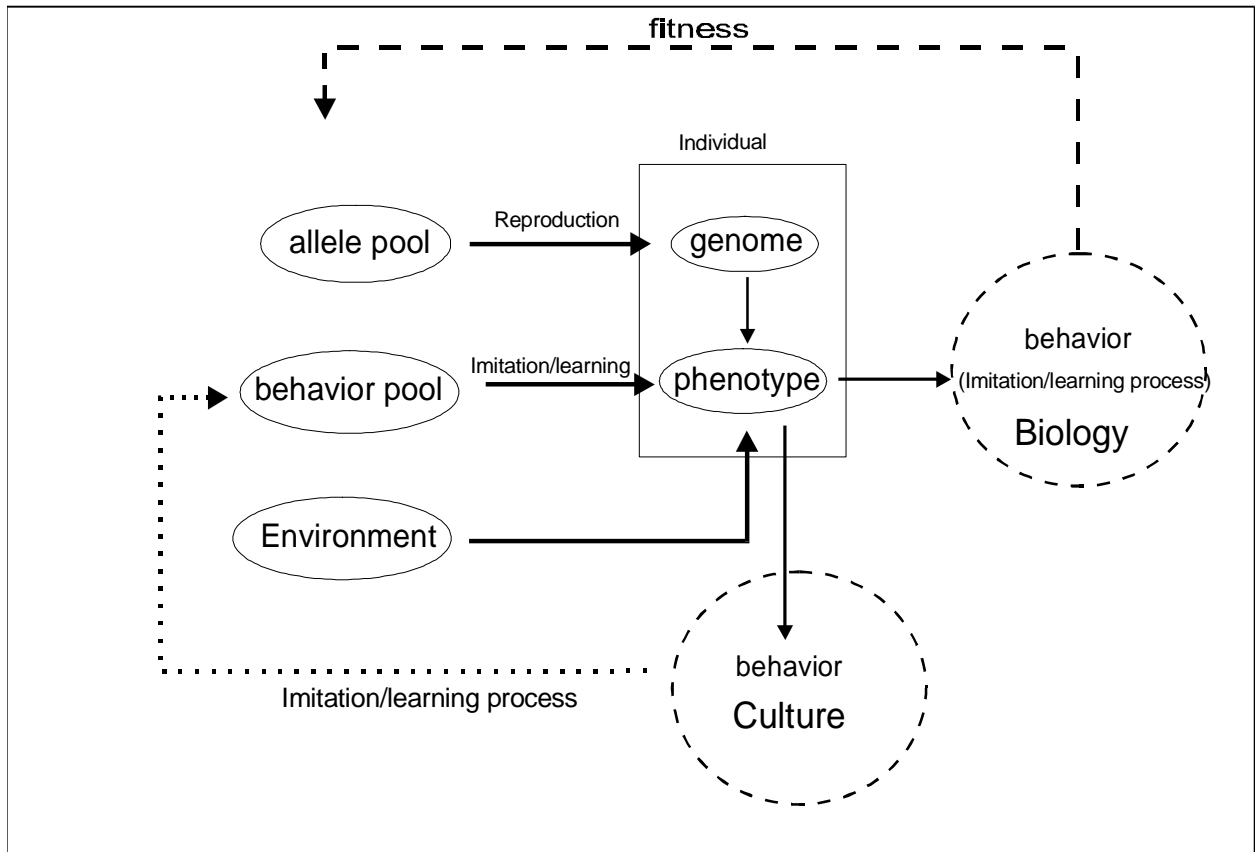 fitness
Individual
Reproduction
allele pool
genome
Imitation/learning
behavior pool
phenotype
behavior
(Imitation/learning process)
Biology
Environment
Imitation/learning process
behavior
Culture